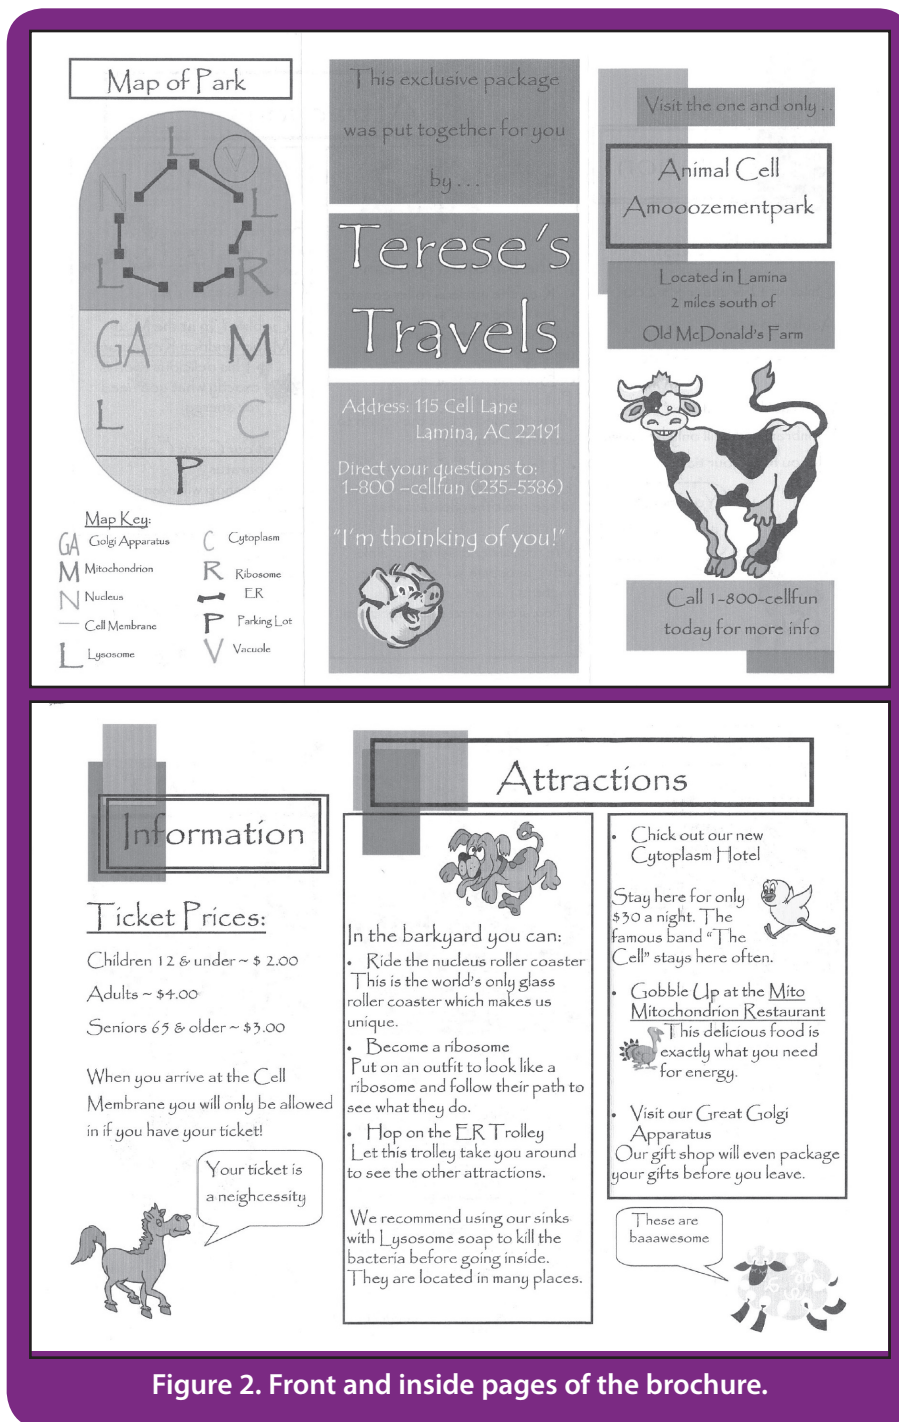 Map of Park
L
V
N
L
L
R
GA
M
L
C
P
Map Key:
GA Golgi Apparatus
M Mitochondrion
N Nucleus
Cell Membrane
L Lysosome
C Cytoplasm
R Ribosome
ER
P Parking Lot
V Vacuole
This exclusive package
was put together for you
by . . .
Terese's
Travels
Address: 115 Cell Lane
Lamina, AC 22191
Direct your questions to:
1-800 -cellfun (235-5386)
"I'm thoinking of you!"
Visit the one and only . .
Animal Cell
Amooozementpark
Located in Lamina
2 miles south of
Old McDonald's Farm
Call 1-800-cellfun
today for more info
Information
Ticket Prices:
Children 12 & under ~ $ 2.00
Adults ~ $4.00
Seniors 65 & older ~ $3.00
When you arrive at the Cell
Membrane you will only be allowed
in if you have your ticket!
Your ticket is
a neighcessity
Attractions
In the barkyard you can:
• Ride the nucleus roller coaster
This is the world's only glass
roller coaster which makes us
unique.
• Become a ribosome
Put on an outfit to look like a
ribosome and follow their path to
see what they do.
• Hop on the ER Trolley
Let this trolley take you around
to see the other attractions.
We recommend using our sinks
with Lysosome soap to kill the
bacteria before going inside.
They are located in many places.
• Chick out our new
Cytoplasm Hotel
Stay here for only
$30 a night. The
famous band "The
Cell" stays here often.
• Gobble Up at the Mito
Mitochondrion Restaurant
This delicious food is
exactly what you need
for energy.
• Visit our Great Golgi
Apparatus
Our gift shop will even package
your gifts before you leave.
These are
baaawesome
Figure 2. Front and inside pages of the brochure.